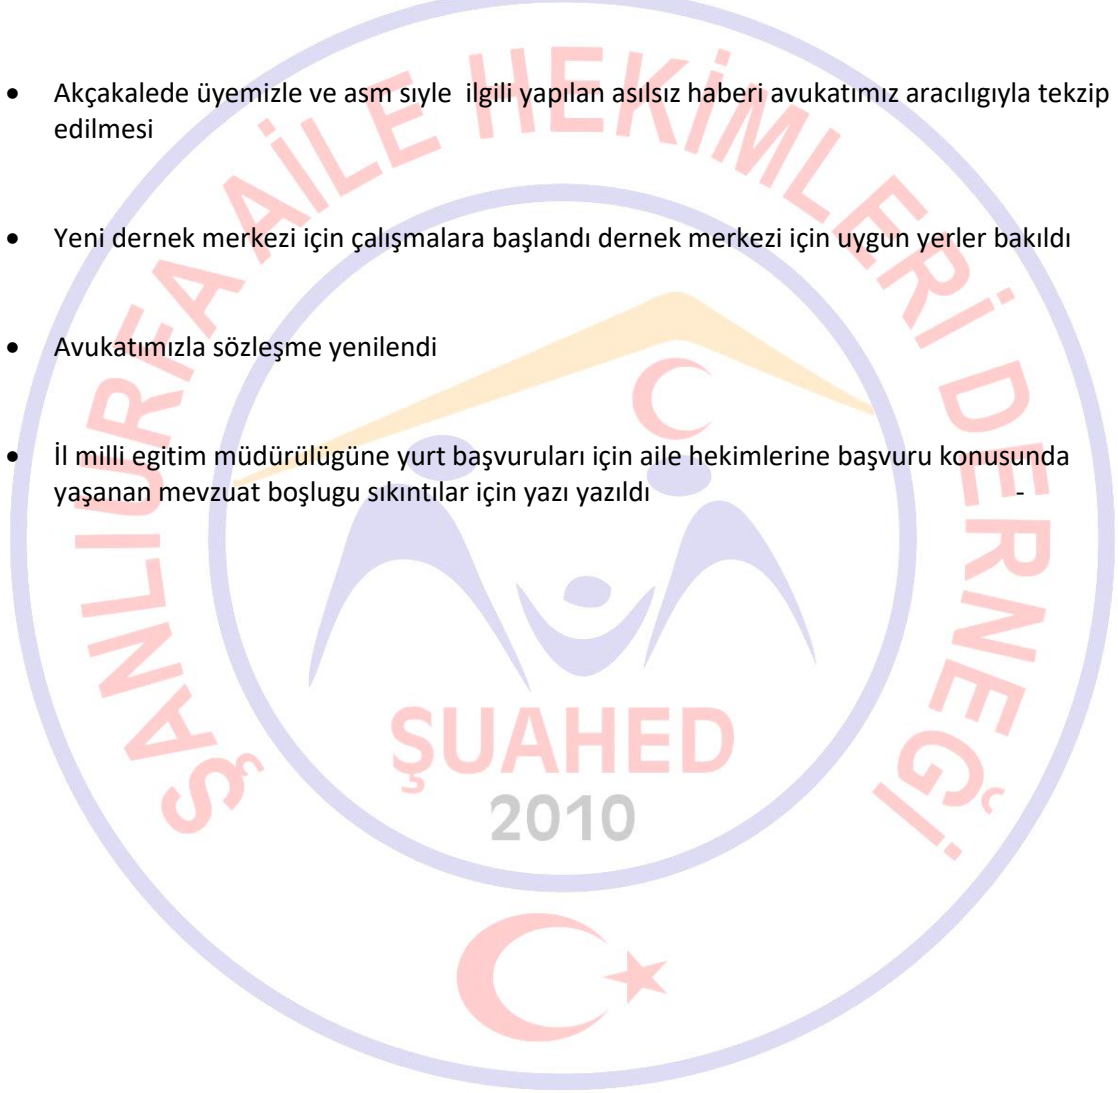 • Akçakalede üyemizle ve asm sıyle  ilgili yapılan asılsız haberi avukatımız aracılıgıyla tekzip
edilmesi
• Yeni dernek merkezi için çalışmalara başlandı dernek merkezi için uygun yerler bakıldı
• Avukatımızla sözleşme yenilendi
• İl milli egitim müdürülügüne yurt başvuruları için aile hekimlerine başvuru konusunda
yaşanan mevzuat boşlugu sıkıntılar için yazı yazıldı -
ŞANLIURFA AİLE HEKİMLERİ DERNEĞİ
ŞUAHED
2010